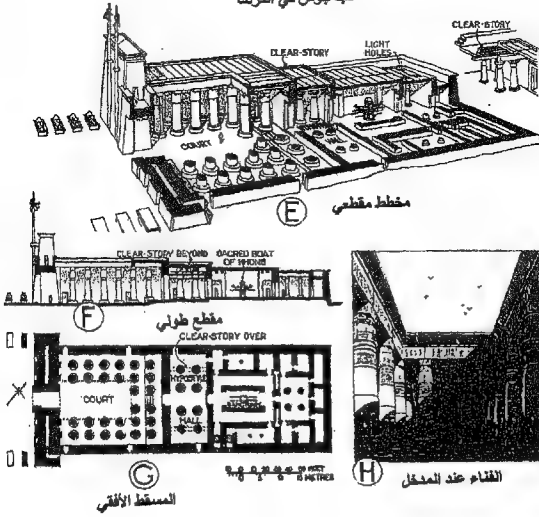 CLEAR-STORY
CLEAR-STORY
LIGHT
HOLES
COURT
HALL
E
مخطط مقطعي
CLEAR-STORY BEYOND
SACRED BOAT
OF KHONS
F
مقطع طولي
CLEAR-STORY OVER
COURT
HYPOSTYLE
HALL
G
المسقط الأفقي
METRES
H
الفناء عند المدخل